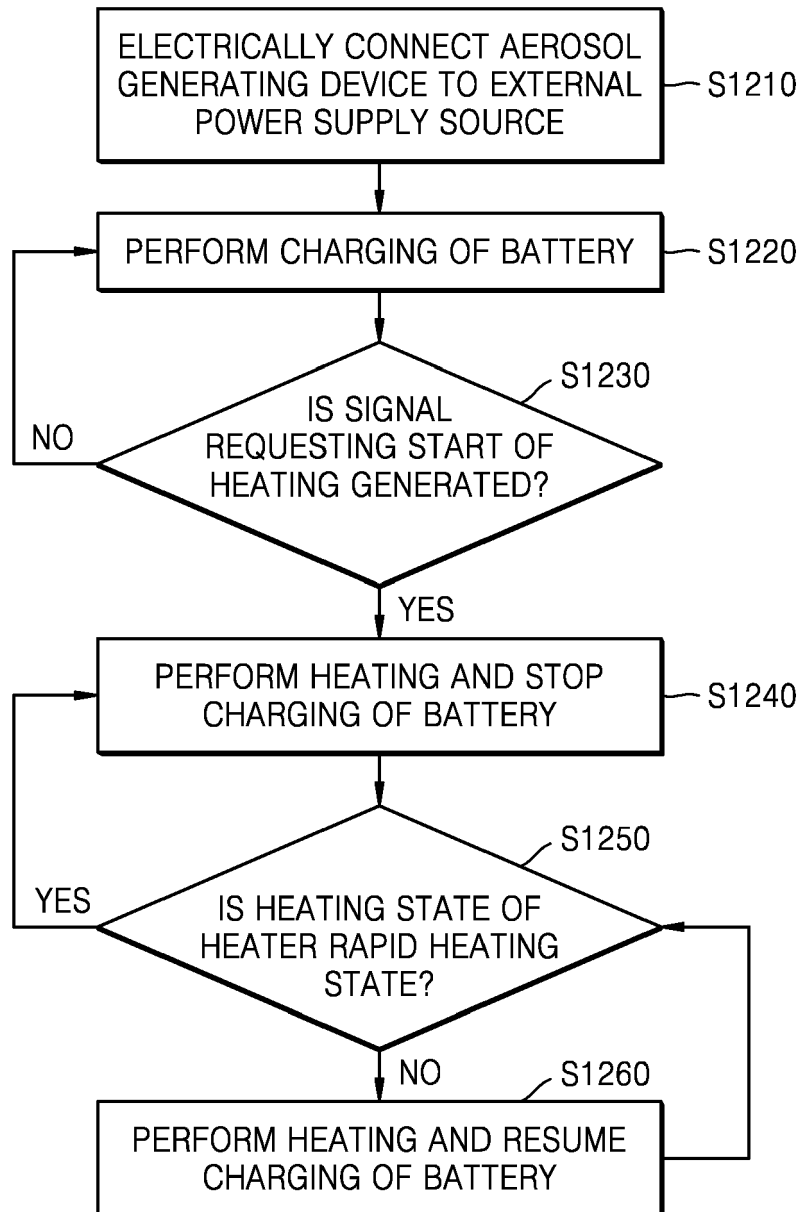 ELECTRICALLY CONNECT AEROSOL
GENERATING DEVICE TO EXTERNAL
POWER SUPPLY SOURCE
S1210
PERFORM CHARGING OF BATTERY
S1220
S1230
IS SIGNAL
REQUESTING START OF
HEATING GENERATED?
NO
YES
PERFORM HEATING AND STOP
CHARGING OF BATTERY
S1240
S1250
YES
IS HEATING STATE OF
HEATER RAPID HEATING
STATE?
NO
S1260
PERFORM HEATING AND RESUME
CHARGING OF BATTERY